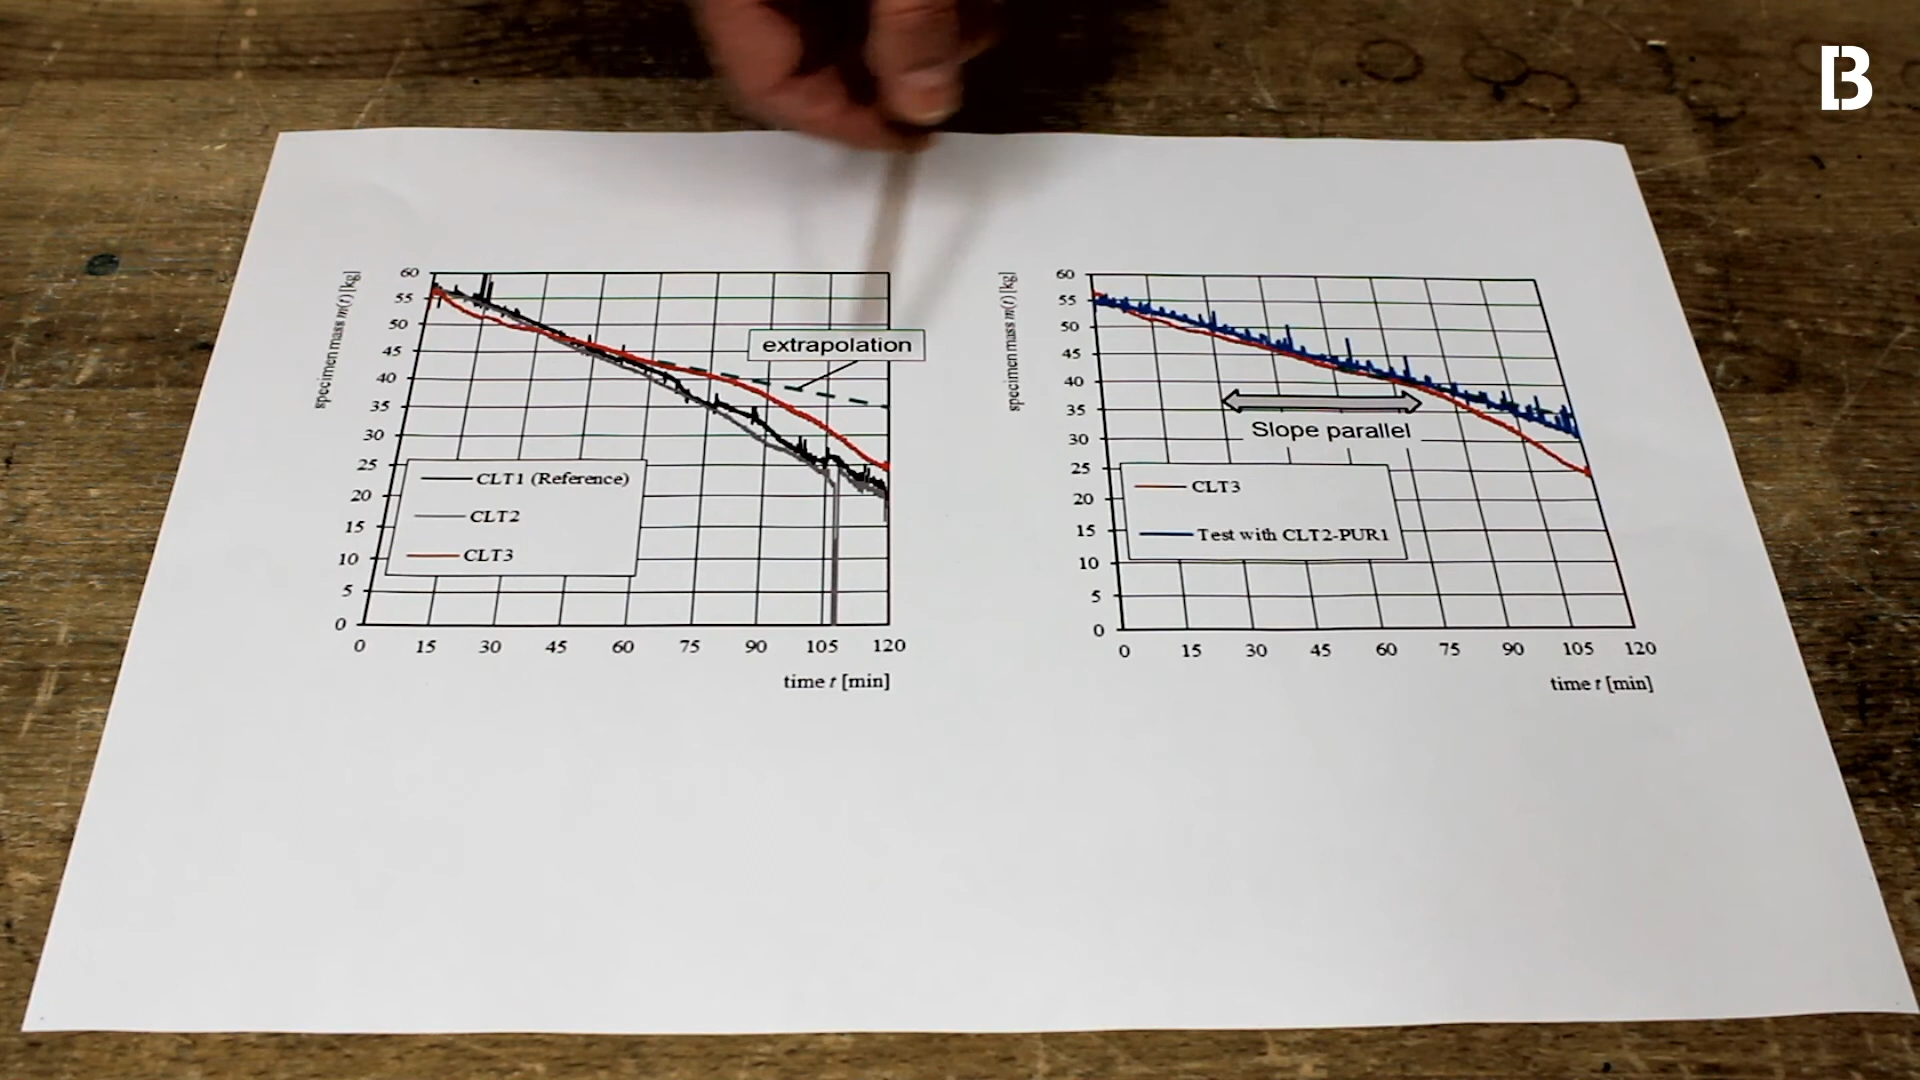 B
specimen mass m(t) [kg]
60
55
50
45
40
35
30
25
20
15
10
5
0
extrapolation
CLT1 (Reference)
CLT2
CLT3
0 15 30 45 60 75 90 105 120
time t [min]
specimen mass m(t) [kg]
60
55
50
45
40
35
30
25
20
15
10
5
0
Slope parallel
CLT3
Test with CLT2-PUR1
0 15 30 45 60 75 90 105 120
time t [min]